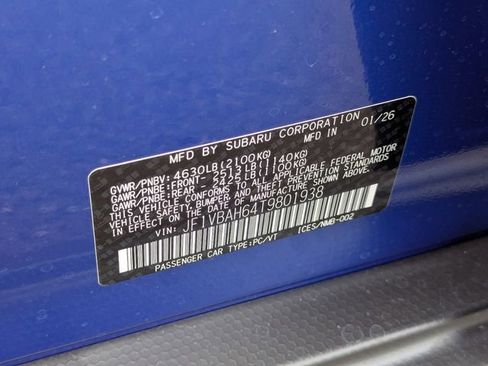 MFD BY SUBARU CORPORATION
MFD IN 01/26
GVWR/PNBV: 4630LB(2100KG)
GAWR/PNBE:FRONT- 2513LB(1140KG)
GAWR/PNBE:REAR - 2425LB(1100KG)
THIS VEHICLE CONFORMS TO ALL APPLICABLE FEDERAL MOTOR
VEHICLE SAFETY, BUMPER, AND THEFT PREVENTION STANDARDS
IN EFFECT ON THE DATE OF MANUFACTURE SHOWN ABOVE.
VIN: JF1VBAH64T9801938
PASSENGER CAR TYPE:PC/VT ICES/NMB-002